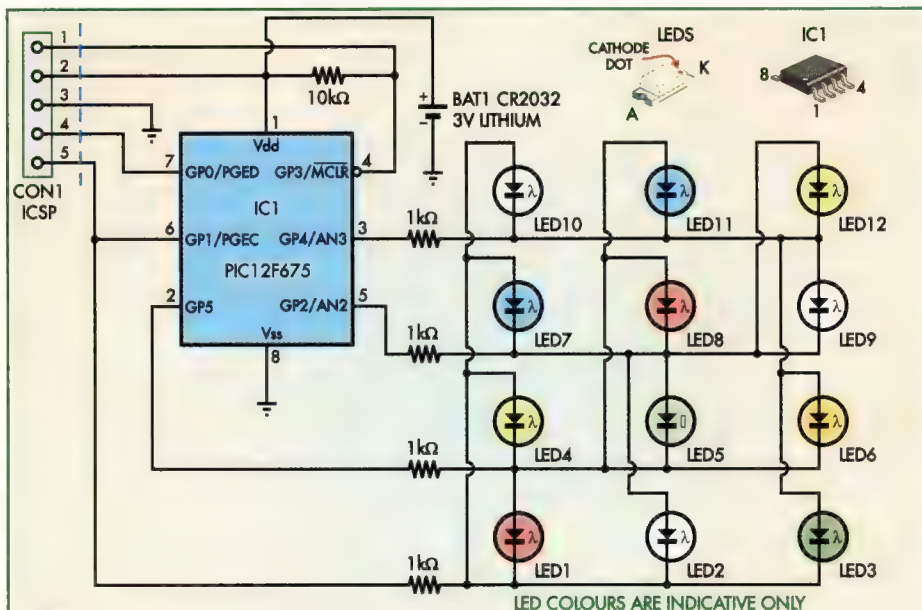 1
2
3
4
5
CON1
ICSP
10kΩ
+
–
BAT1 CR2032
3V LITHIUM
LEDS
CATHODE
DOT
K
A
IC1
8
4
1
1
Vdd
7
GP0/PGED
GP3/MCLR
4
IC1
6
GP1/PGEC
GP4/AN3
3
PIC12F675
2
GP5
GP2/AN2
5
Vss
8
1kΩ
1kΩ
1kΩ
1kΩ
λ
LED10
λ
LED11
λ
LED12
λ
LED7
λ
LED8
λ
LED9
λ
LED4
LED5
λ
LED6
λ
LED1
λ
LED2
λ
LED3
LED COLOURS ARE INDICATIVE ONLY